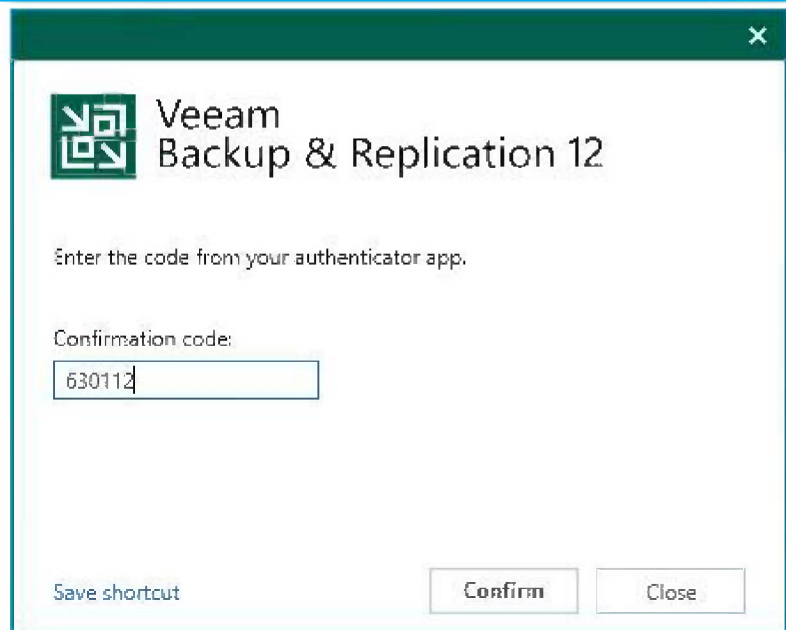 Veeam
Backup & Replication 12
Enter the code from your authenticator app.
Confirmation code:
630112
Save shortcut
Confirm
Close